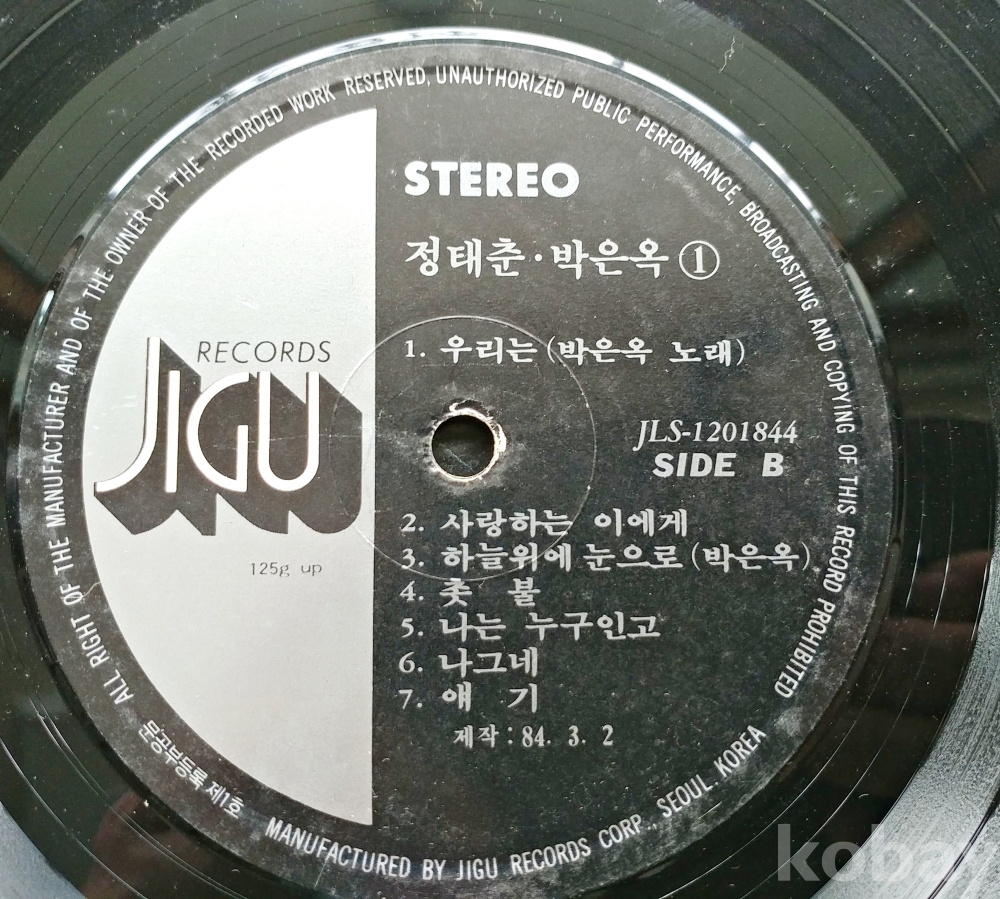 ALL RIGHT OF THE MANUFACTURER AND OF THE OWNER OF THE RECORDED WORK RESERVED, UNAUTHORIZED PUBLIC PERFORMANCE, BROADCASTING AND COPYING OF THIS RECORD PROHIBITED
STEREO
정태춘·박은옥 ①
1. 우리는 (박은옥 노래)
RECORDS
JIGU
JLS-1201844
SIDE B
125g up
2. 사랑하는 이에게
3. 하늘위에 눈으로 (박은옥)
4. 촛 불
5. 나는 누구인고
6. 나그네
7. 얘 기
제작 : 84. 3. 2
문공부등록 제1호
MANUFACTURED BY JIGU RECORDS CORP., SEOUL. KOREA